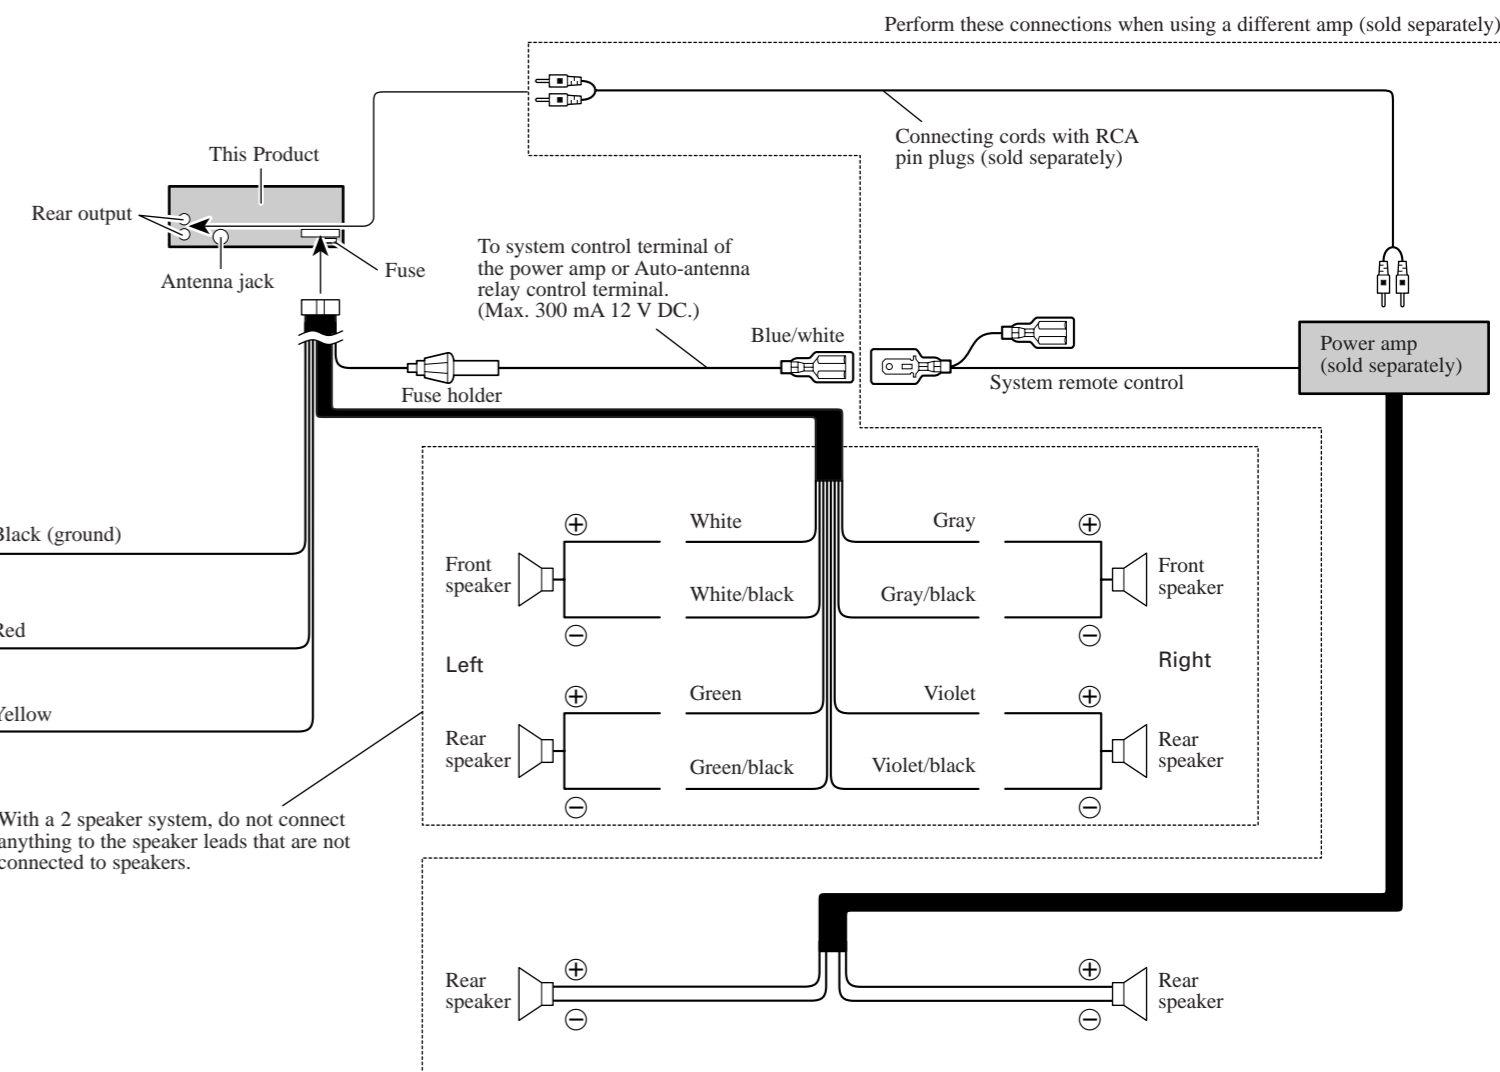 Perform these connections when using a different amp (sold separately)
Connecting cords with RCA
pin plugs (sold separately)
This Product
Rear output
Antenna jack
Fuse
To system control terminal of
the power amp or Auto-antenna
relay control terminal.
(Max. 300 mA 12 V DC.)
Blue/white
Fuse holder
System remote control
Power amp
(sold separately)
Black (ground)
Red
Yellow
With a 2 speaker system, do not connect
anything to the speaker leads that are not
connected to speakers.
+
White
Gray
+
Front
speaker
White/black
Gray/black
Front
speaker
−
−
Left
Right
+
Green
Violet
+
Rear
speaker
Green/black
Violet/black
Rear
speaker
−
−
Rear
speaker
+
−
+
−
Rear
speaker